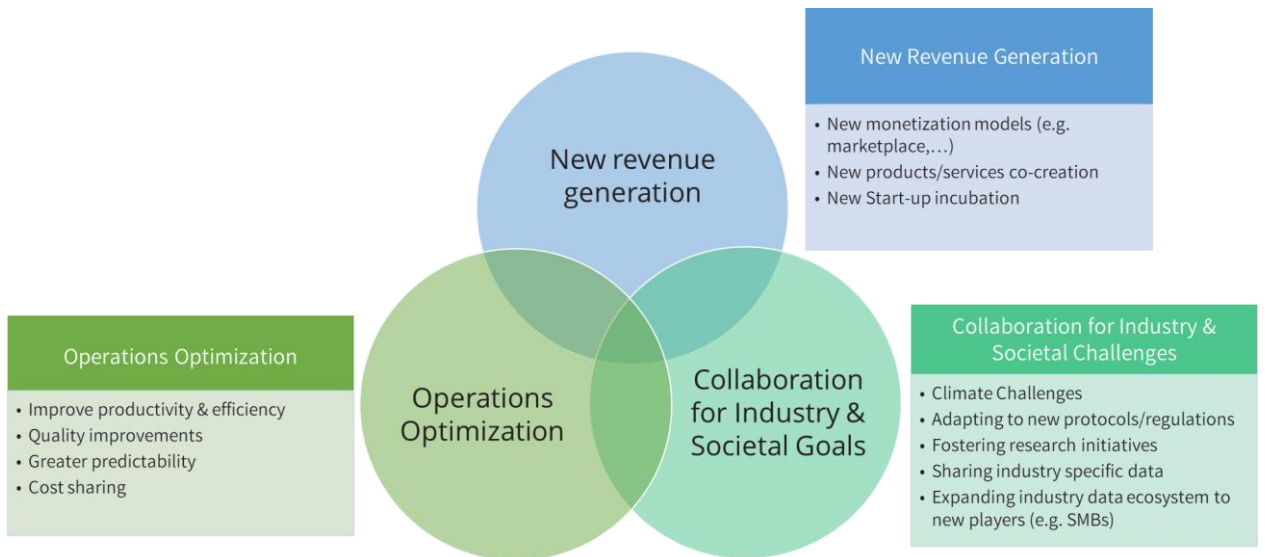 New Revenue Generation
• New monetization models (e.g.
marketplace,…)
• New products/services co-creation
• New Start-up incubation
New revenue
generation
Operations Optimization
• Improve productivity & efficiency
• Quality improvements
• Greater predictability
• Cost sharing
Operations
Optimization
Collaboration
for Industry &
Societal Goals
Collaboration for Industry &
Societal Challenges
• Climate Challenges
• Adapting to new protocols/regulations
• Fostering research initiatives
• Sharing industry specific data
• Expanding industry data ecosystem to
new players (e.g. SMBs)